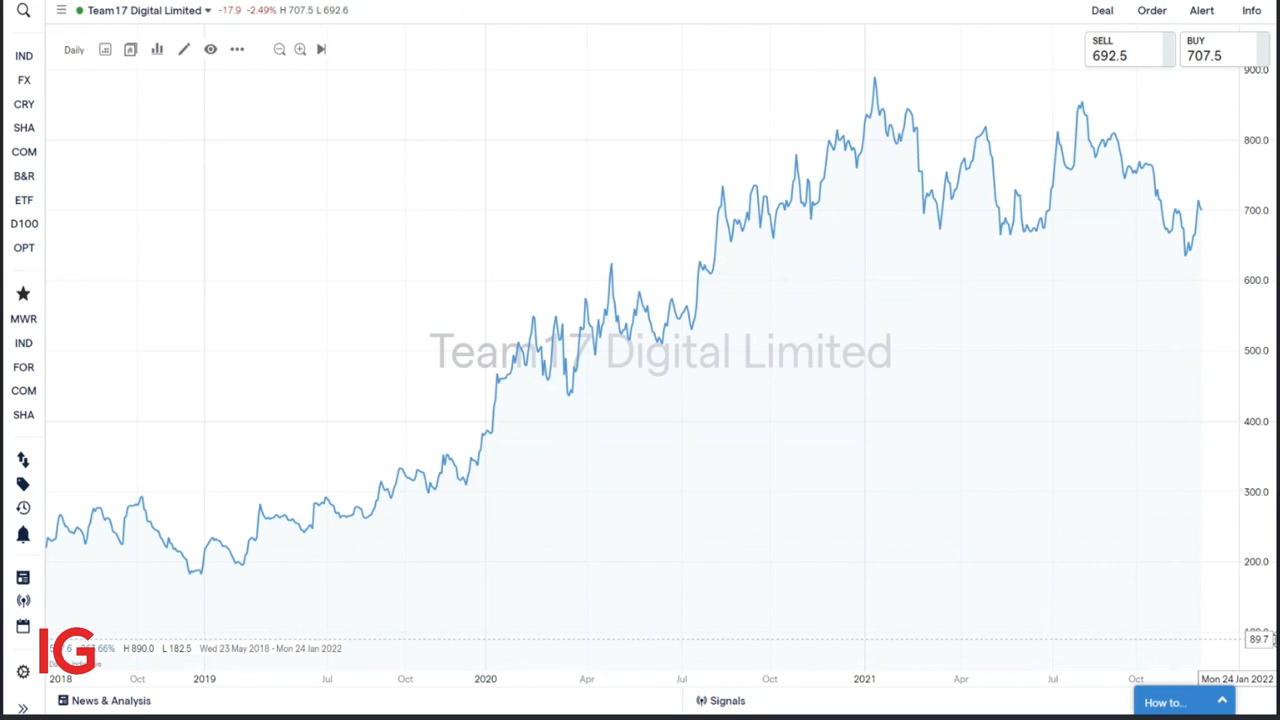 Team17 Digital Limited -17.9 -2.49% H 707.5 L 692.6
Deal Order Alert Info
Daily
SELL
692.5
BUY
707.5
IND
FX
CRY
SHA
COM
B&R
ETF
D100
OPT
MWR
IND
FOR
COM
SHA
900.0
800.0
700.0
600.0
500.0
400.0
300.0
200.0
89.7
Team17 Digital Limited
IG
H 890.0 L 182.5 Wed 23 May 2018 - Mon 24 Jan 2022
2018 Oct 2019 Jul Oct 2020 Apr Jul Oct 2021 Apr Jul Oct Mon 24 Jan 2022
News & Analysis
Signals
How to...